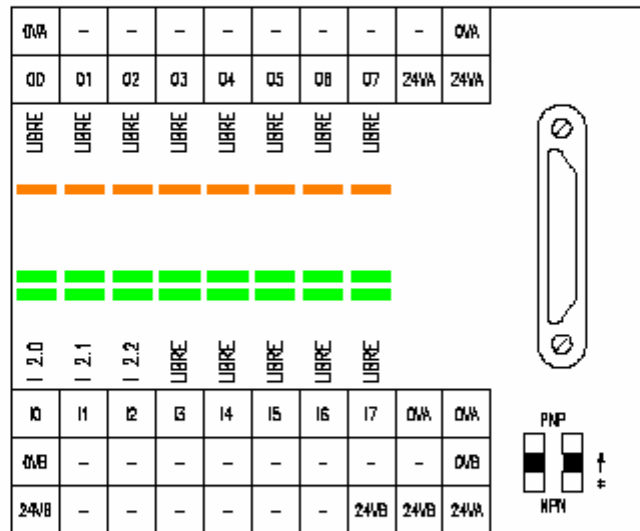 0VA - - - - - - - - 0VA
O0 O1 O2 O3 O4 O5 O6 O7 24VA 24VA
LIBRE LIBRE LIBRE LIBRE LIBRE LIBRE LIBRE LIBRE
I 2.0 I 2.1 I 2.2 LIBRE LIBRE LIBRE LIBRE LIBRE
I0 I1 I2 I3 I4 I5 I6 I7 0VA 0VA
0VB - - - - - - - - 0VB
24VB - - - - - - 24VB 24VB 24VA
PNP
NPN